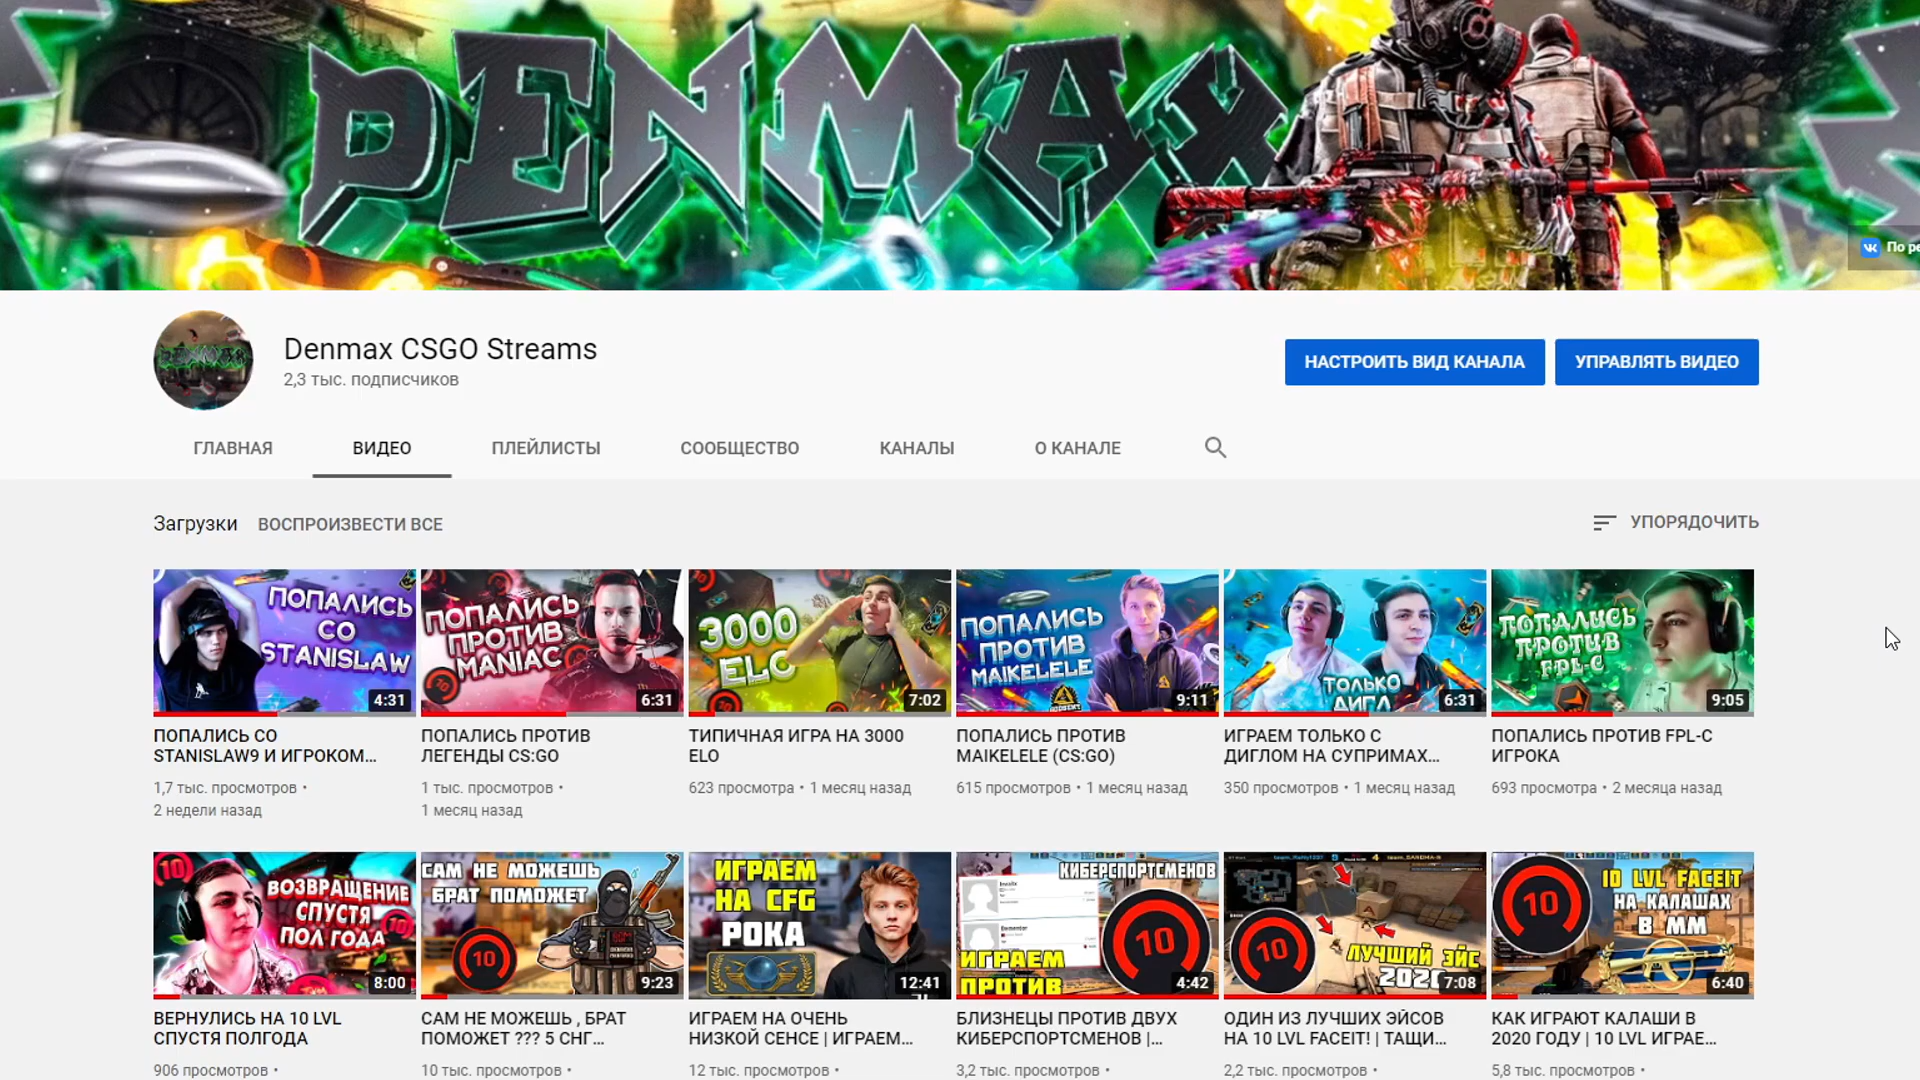 DENMAX
По ре
Denmax CSGO Streams
2,3 тыс. подписчиков
НАСТРОИТЬ ВИД КАНАЛА
УПРАВЛЯТЬ ВИДЕО
ГЛАВНАЯ
ВИДЕО
ПЛЕЙЛИСТЫ
СООБЩЕСТВО
КАНАЛЫ
О КАНАЛЕ
Загрузки
ВОСПРОИЗВЕСТИ ВСЕ
УПОРЯДОЧИТЬ
ПОПАЛИСЬ
СО
STANISLAW
4:31
ПОПАЛИСЬ
ПРОТИВ
MANIAC
10
6:31
3000
ELO
10
7:02
ПОПАЛИСЬ
ПРОТИВ
MAIKELELE
9:11
ТОЛЬКО
ДИГЛ
6:31
ПОПАЛИСЬ
ПРОТИВ
FPL-C
9:05
ПОПАЛИСЬ СО
STANISLAW9 И ИГРОКОМ...
1,7 тыс. просмотров •
2 недели назад
ПОПАЛИСЬ ПРОТИВ
ЛЕГЕНДЫ CS:GO
1 тыс. просмотров •
1 месяц назад
ТИПИЧНАЯ ИГРА НА 3000
ELO
623 просмотра • 1 месяц назад
ПОПАЛИСЬ ПРОТИВ
MAIKELELE (CS:GO)
615 просмотров • 1 месяц назад
ИГРАЕМ ТОЛЬКО С
ДИГЛОМ НА СУПРИМАХ...
350 просмотров • 1 месяц назад
ПОПАЛИСЬ ПРОТИВ FPL-C
ИГРОКА
693 просмотра • 2 месяца назад
10
ВОЗВРАЩЕНИЕ
СПУСТЯ
ПОЛ ГОДА
10
8:00
САМ НЕ МОЖЕШЬ
БРАТ ПОМОЖЕТ
10
9:23
ИГРАЕМ
НА CFG
РОКА
12:41
КИБЕРСПОРТСМЕНОВ
10
ИГРАЕМ
ПРОТИВ
4:42
10
ЛУЧШИЙ ЭЙС
2020
7:08
10
10 LVL FACEIT
НА КАЛАШАХ
В ММ
6:40
ВЕРНУЛИСЬ НА 10 LVL
СПУСТЯ ПОЛГОДА
906 просмотров •
САМ НЕ МОЖЕШЬ , БРАТ
ПОМОЖЕТ ??? 5 СНГ...
10 тыс. просмотров •
ИГРАЕМ НА ОЧЕНЬ
НИЗКОЙ СЕНСЕ | ИГРАЕМ...
12 тыс. просмотров •
БЛИЗНЕЦЫ ПРОТИВ ДВУХ
КИБЕРСПОРТСМЕНОВ |...
3,2 тыс. просмотров •
ОДИН ИЗ ЛУЧШИХ ЭЙСОВ
НА 10 LVL FACEIT! | ТАЩИ...
2,2 тыс. просмотров •
КАК ИГРАЮТ КАЛАШИ В
2020 ГОДУ | 10 LVL ИГРАЕ...
5,8 тыс. просмотров •